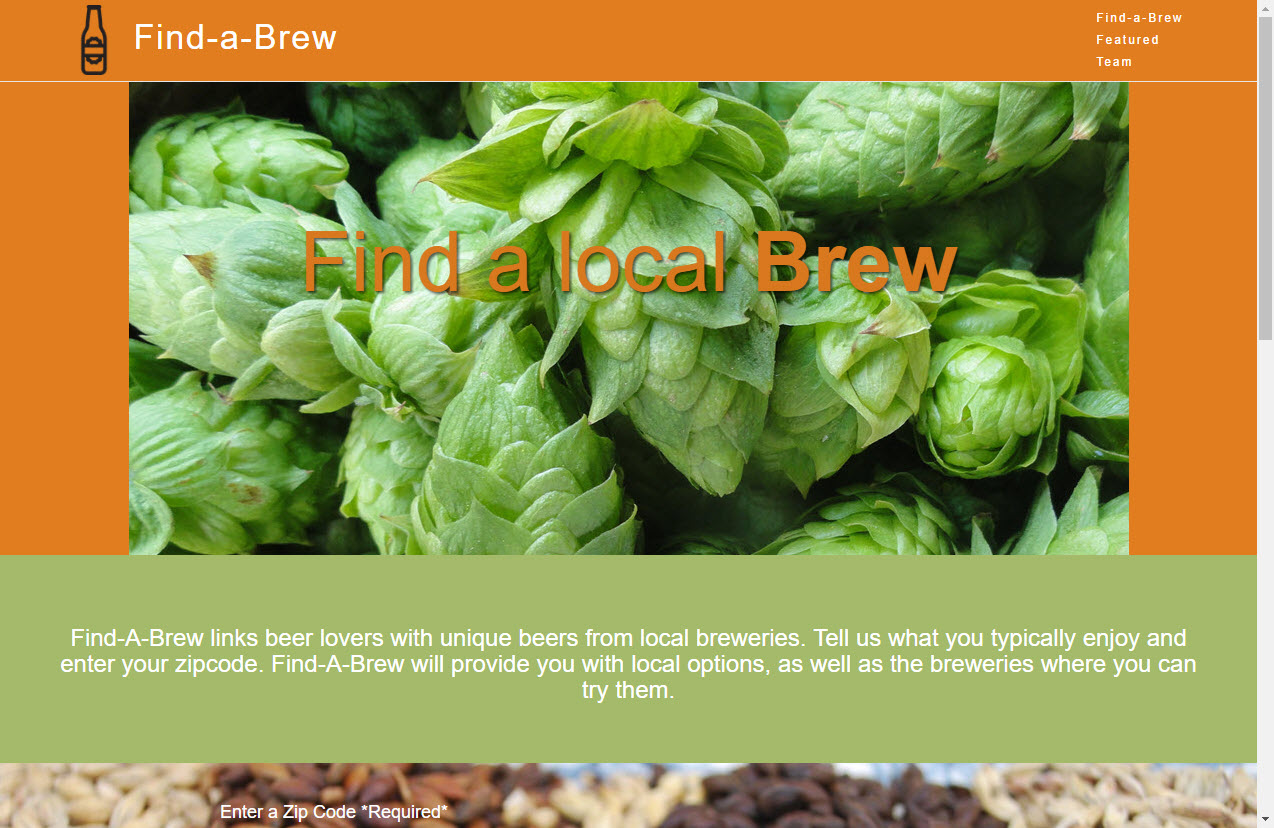 Find-a-Brew
Find-a-Brew
Featured
Team
Find a local Brew
Find-A-Brew links beer lovers with unique beers from local breweries. Tell us what you typically enjoy and
enter your zipcode. Find-A-Brew will provide you with local options, as well as the breweries where you can
try them.
Enter a Zip Code *Required*